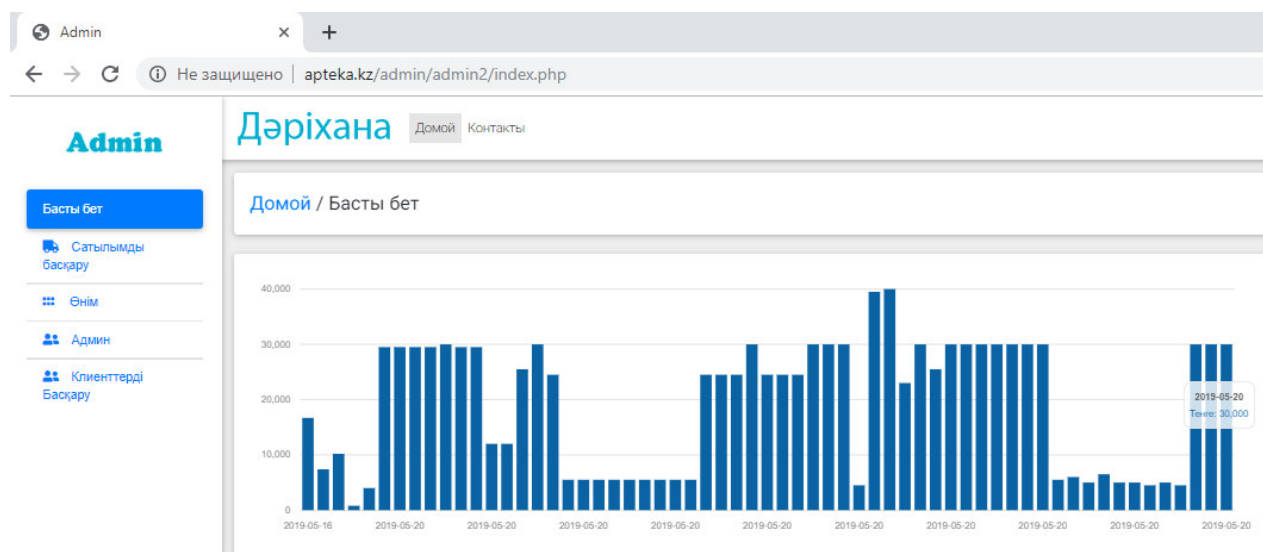 Admin
Не защищено | apteka.kz/admin/admin2/index.php
Admin
Дәріхана Домой Контакты
Басты бет
Домой / Басты бет
Сатылымды
басқару
Өнім
Админ
Клиенттерді
Басқару
40,000
30,000
20,000
10,000
0
2019-05-20
Тенге: 30,000
2019-05-16 2019-05-20 2019-05-20 2019-05-20 2019-05-20 2019-05-20 2019-05-20 2019-05-20 2019-05-20 2019-05-20 2019-05-20